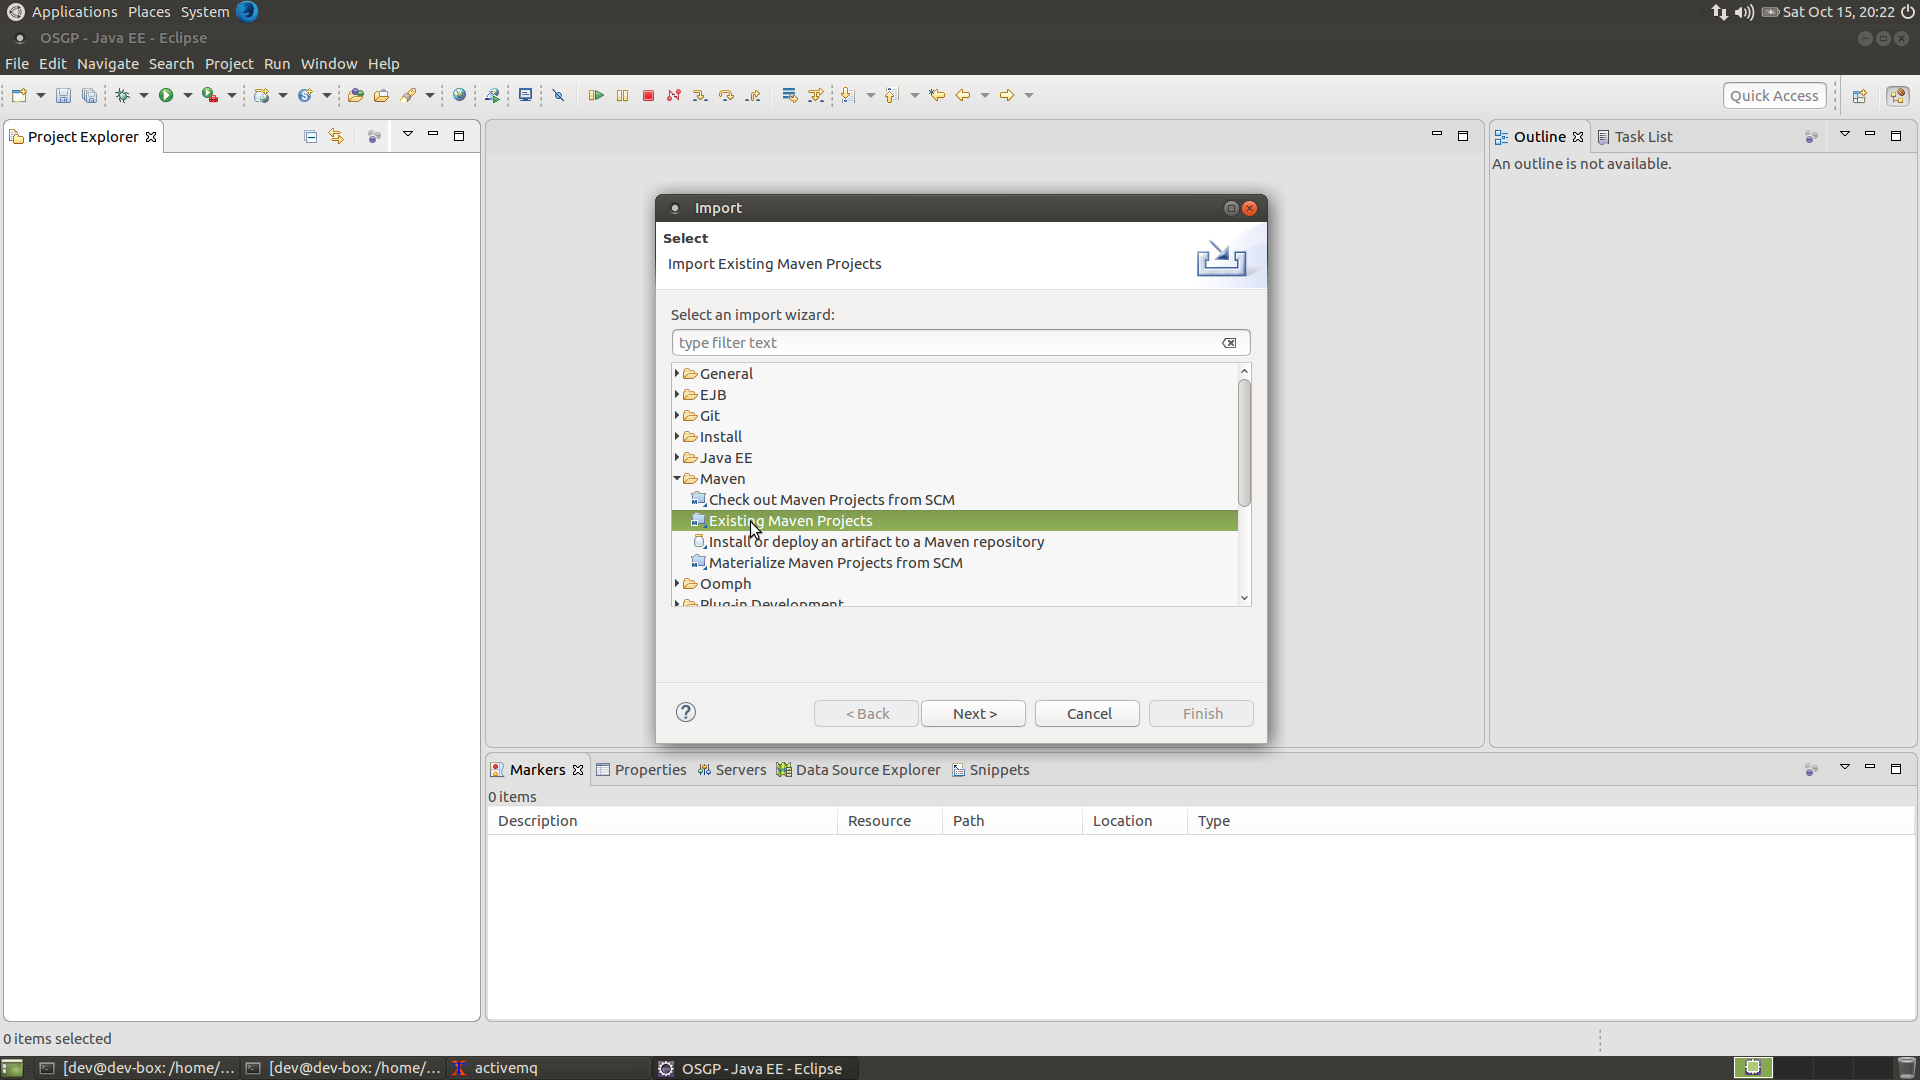 Applications Places System
Sat Oct 15, 20:22
OSGP - Java EE - Eclipse
File Edit Navigate Search Project Run Window Help
Quick Access
Project Explorer
Outline
Task List
An outline is not available.
Import
Select
Import Existing Maven Projects
Select an import wizard:
type filter text
General
EJB
Git
Install
Java EE
Maven
Check out Maven Projects from SCM
Existing Maven Projects
Install or deploy an artifact to a Maven repository
Materialize Maven Projects from SCM
Oomph
Plug-in Development
< Back
Next >
Cancel
Finish
Markers
Properties
Servers
Data Source Explorer
Snippets
0 items
Description
Resource
Path
Location
Type
0 items selected
[dev@dev-box: /home/...
[dev@dev-box: /home/...
activemq
OSGP - Java EE - Eclipse